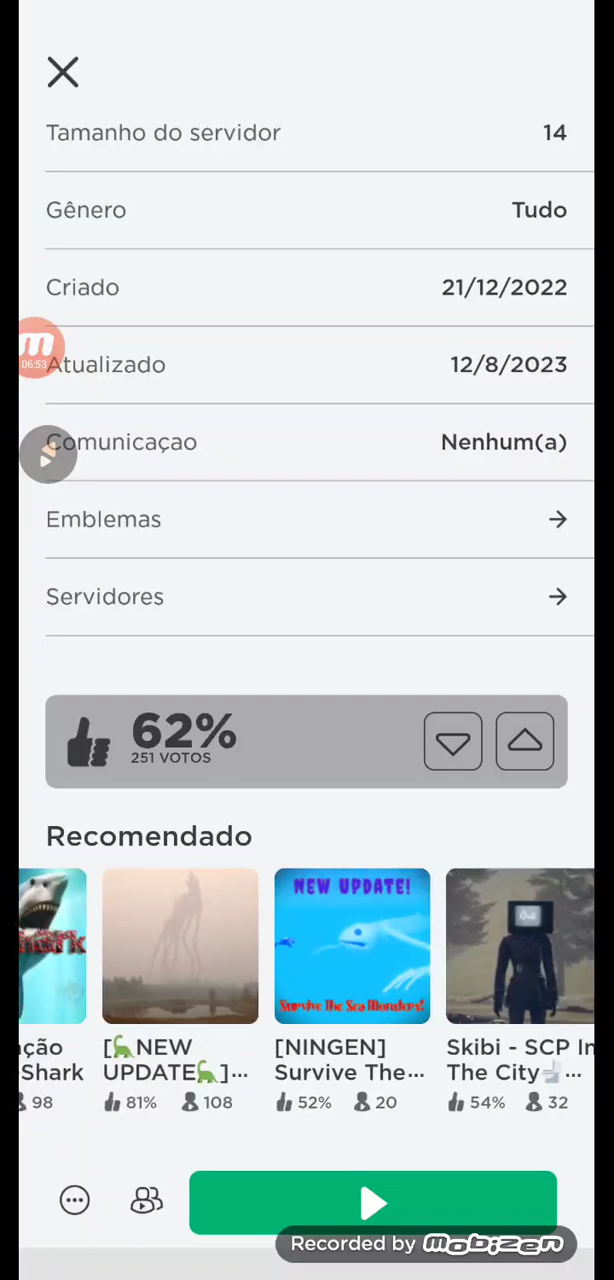 Tamanho do servidor
14
Gênero
Tudo
Criado
21/12/2022
m
06:53
Atualizado
12/8/2023
Comunicaçao
Nenhum(a)
Emblemas
Servidores
62%
251 VOTOS
Recomendado
NEW UPDATE!
Survive The Sea Monsters!
ção
Shark
98
[🦕NEW
UPDATE🦕]...
81% 108
[NINGEN]
Survive The...
52% 20
Skibi - SCP In
The City🚽...
54% 32
Recorded by mobizen